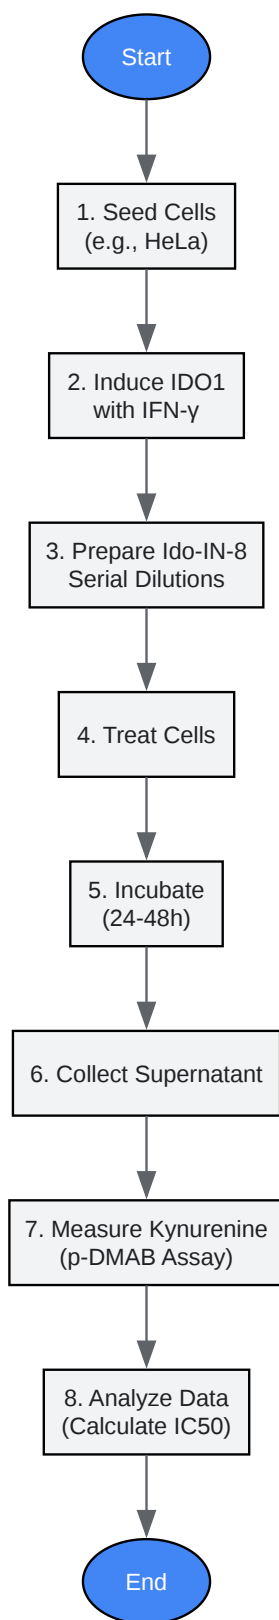 Start
1. Seed Cells
(e.g., HeLa)
2. Induce IDO1
with IFN-γ
3. Prepare Ido-IN-8
Serial Dilutions
4. Treat Cells
5. Incubate
(24-48h)
6. Collect Supernatant
7. Measure Kynurenine
(p-DMAB Assay)
8. Analyze Data
(Calculate IC50)
End